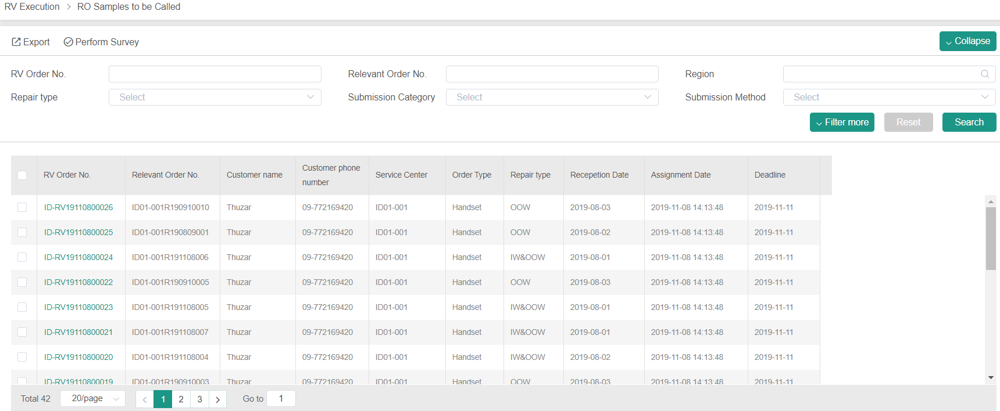 RV Execution > RO Samples to be Called
Export Perform Survey Collapse
RV Order No. Relevant Order No. Region
Repair type Select Submission Category Select Submission Method Select
Filter more Reset Search
RV Order No. Relevant Order No. Customer name Customer phone number Service Center Order Type Repair type Recepetion Date Assignment Date Deadline
ID-RV19110800026 ID01-001R190910010 Thuzar 09-772169420 ID01-001 Handset OOW 2019-08-03 2019-11-08 14:13:48 2019-11-11
ID-RV19110800025 ID01-001R190809001 Thuzar 09-772169420 ID01-001 Handset OOW 2019-08-02 2019-11-08 14:13:48 2019-11-11
ID-RV19110800024 ID01-001R191108006 Thuzar 09-772169420 ID01-001 Handset IW&OOW 2019-08-01 2019-11-08 14:13:48 2019-11-11
ID-RV19110800022 ID01-001R190910005 Thuzar 09-772169420 ID01-001 Handset OOW 2019-08-03 2019-11-08 14:13:48 2019-11-11
ID-RV19110800023 ID01-001R191108005 Thuzar 09-772169420 ID01-001 Handset IW&OOW 2019-08-01 2019-11-08 14:13:48 2019-11-11
ID-RV19110800021 ID01-001R191108007 Thuzar 09-772169420 ID01-001 Handset IW&OOW 2019-08-01 2019-11-08 14:13:48 2019-11-11
ID-RV19110800020 ID01-001R191108004 Thuzar 09-772169420 ID01-001 Handset IW&OOW 2019-08-02 2019-11-08 14:13:48 2019-11-11
ID-RV19110800019 ID01-001R190910003 Thuzar 09-772169420 ID01-001 Handset OOW 2019-08-03 2019-11-08 14:13:48 2019-11-11
Total 42 20/page < 1 2 3 > Go to 1